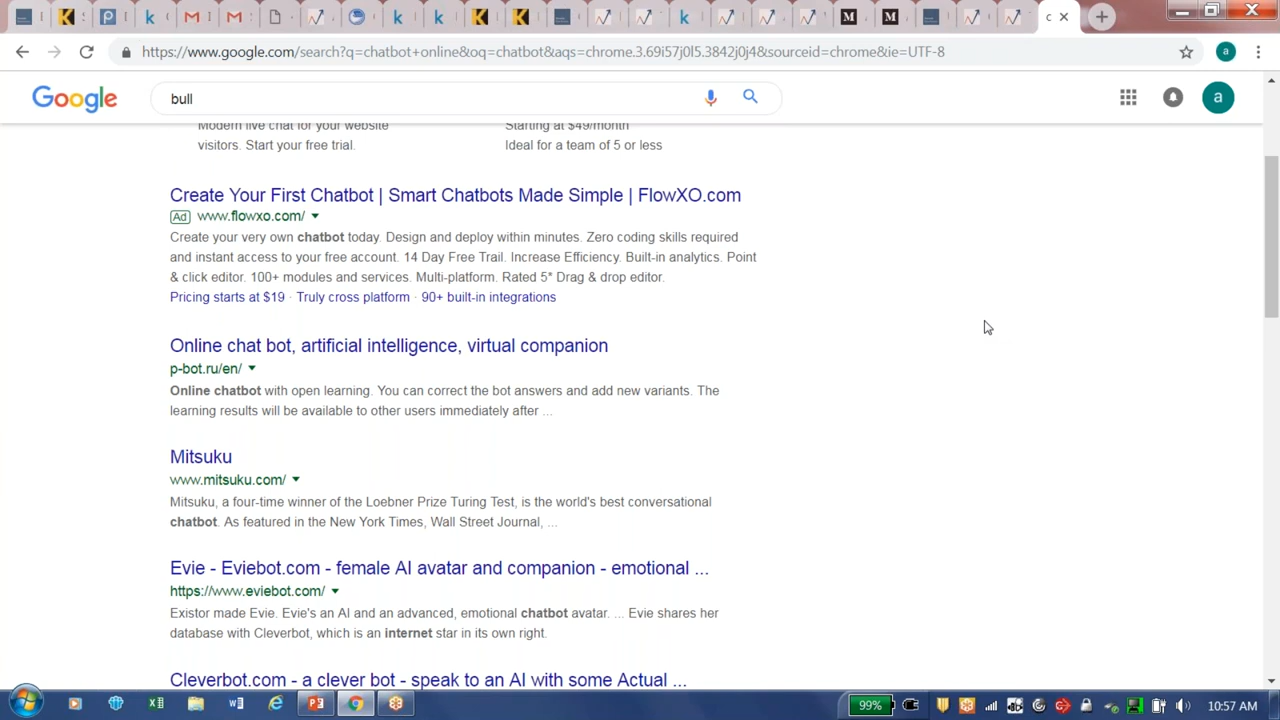 c
https://www.google.com/search?q=chatbot+online&oq=chatbot&aqs=chrome.3.69i57j0l5.3842j0j4&sourceid=chrome&ie=UTF-8
a
Google
bull
a
Modern live chat for your website
visitors. Start your free trial.
Starting at $49/month
Ideal for a team of 5 or less
Create Your First Chatbot | Smart Chatbots Made Simple | FlowXO.com
Ad www.flowxo.com/
Create your very own chatbot today. Design and deploy within minutes. Zero coding skills required
and instant access to your free account. 14 Day Free Trail. Increase Efficiency. Built-in analytics. Point
& click editor. 100+ modules and services. Multi-platform. Rated 5* Drag & drop editor.
Pricing starts at $19 · Truly cross platform · 90+ built-in integrations
Online chat bot, artificial intelligence, virtual companion
p-bot.ru/en/
Online chatbot with open learning. You can correct the bot answers and add new variants. The
learning results will be available to other users immediately after ...
Mitsuku
www.mitsuku.com/
Mitsuku, a four-time winner of the Loebner Prize Turing Test, is the world's best conversational
chatbot. As featured in the New York Times, Wall Street Journal, ...
Evie - Eviebot.com - female AI avatar and companion - emotional ...
https://www.eviebot.com/
Existor made Evie. Evie's an AI and an advanced, emotional chatbot avatar. ... Evie shares her
database with Cleverbot, which is an internet star in its own right.
Cleverbot.com - a clever bot - speak to an AI with some Actual ...
99%
10:57 AM